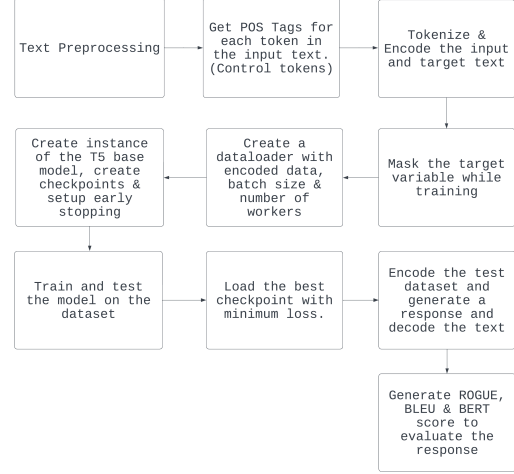 Text Preprocessing
Get POS Tags for
each token in
the input text.
(Control tokens)
Tokenize &
Encode the input
and target text
Mask the target
variable while
training
Create a
dataloader with
encoded data,
batch size &
number of
workers
Create instance
of the T5 base
model, create
checkpoints &
setup early
stopping
Train and test
the model on the
dataset
Load the best
checkpoint with
minimum loss.
Encode the test
dataset and
generate a
response and
decode the text
Generate ROGUE,
BLEU & BERT
score to
evaluate the
response